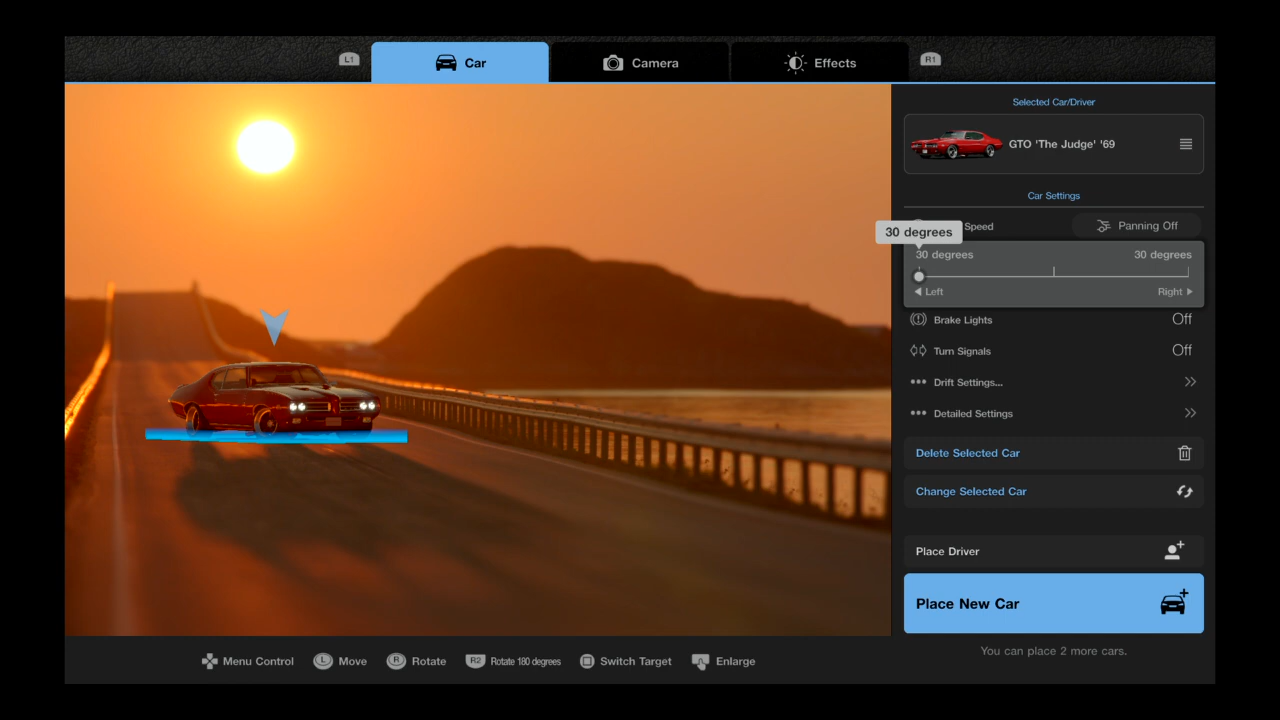 L1
Car
Camera
Effects
R1
Selected Car/Driver
GTO 'The Judge' '69
Car Settings
Speed
Panning Off
30 degrees
30 degrees
30 degrees
Left
Right
Brake Lights
Off
Turn Signals
Off
Drift Settings...
Detailed Settings
Delete Selected Car
Change Selected Car
Place Driver
Place New Car
You can place 2 more cars.
Menu Control
L Move
R Rotate
R2 Rotate 180 degrees
Switch Target
Enlarge